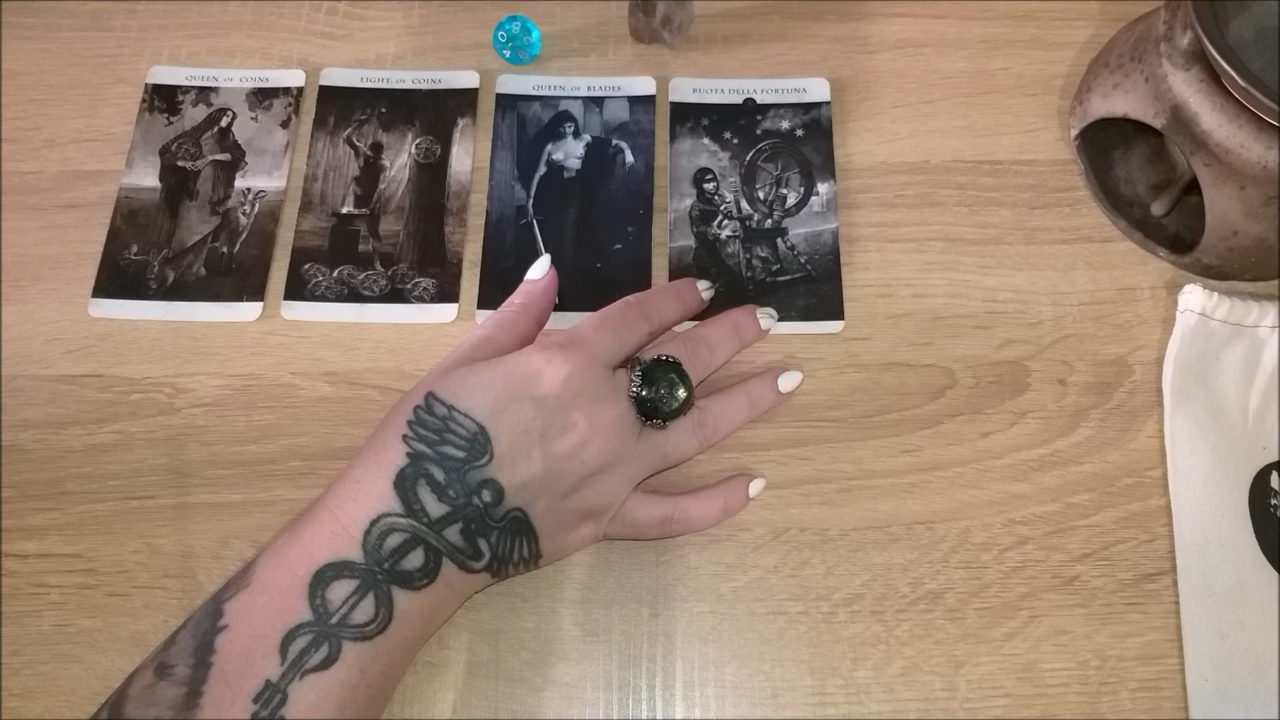 QUEEN OF COINS
EIGHT OF COINS
QUEEN OF BLADES
RUOTA DELLA FORTUNA